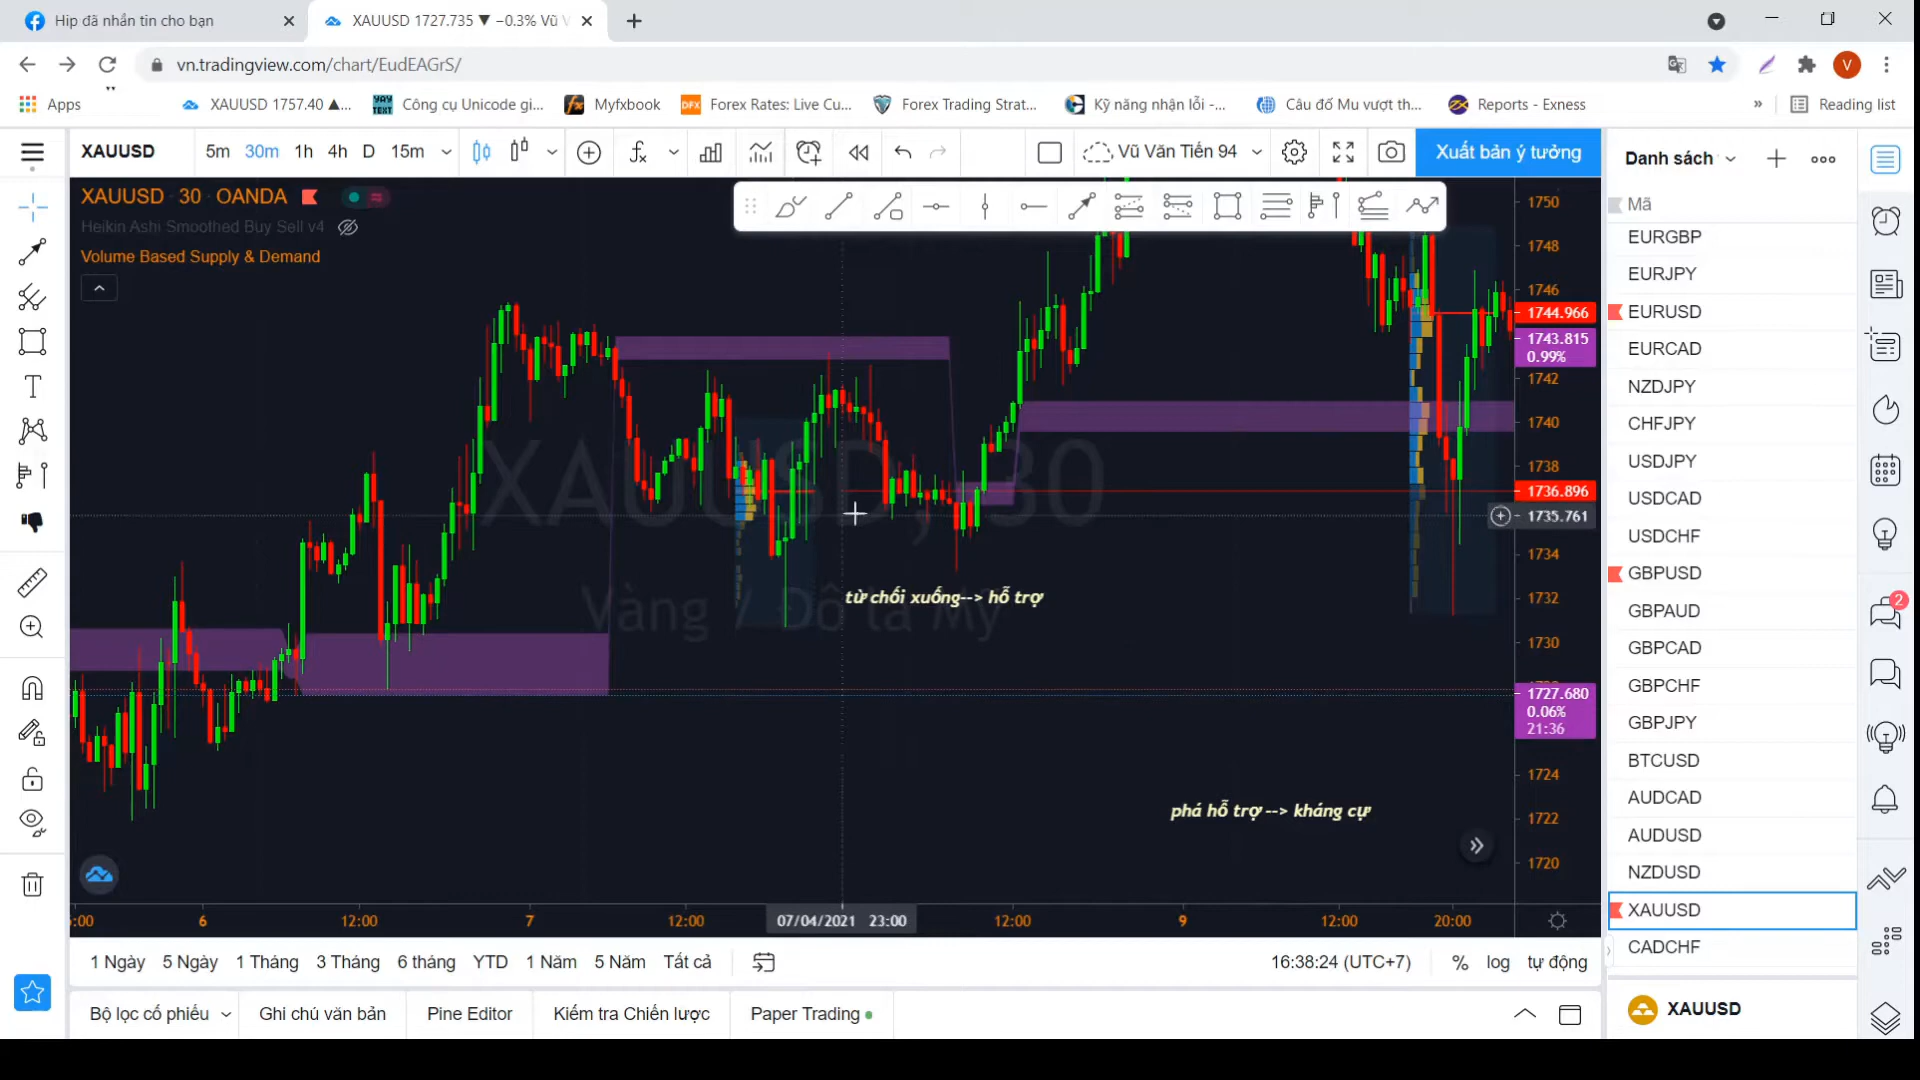 Hip đã nhắn tin cho bạn
XAUUSD 1727.735 ▼ −0.3% Vũ V
vn.tradingview.com/chart/EudEAGrS/
V
Apps
XAUUSD 1757.40 ▲...
YAY TEXT
Công cụ Unicode gi...
Myfxbook
DFX
Forex Rates: Live Cu...
Forex Trading Strat...
Kỹ năng nhận lỗi -...
Câu đố Mu vượt th...
Reports - Exness
»
Reading list
XAUUSD
5m 30m 1h 4h D 15m
Vũ Văn Tiến 94
Xuất bản ý tưởng
Danh sách
XAUUSD · 30 · OANDA
Heikin Ashi Smoothed Buy Sell v4
Volume Based Supply & Demand
XAUUSD, 30
Vàng / Đô la Mỹ
từ chối xuống--> hỗ trợ
phá hỗ trợ --> kháng cự
1750
1748
1746
1744.966
1743.815
0.99%
1742
1740
1738
1736.896
1735.761
1734
1732
1730
1727.680
0.06%
21:36
1724
1722
1720
:00 6 12:00 7 12:00 07/04/2021 23:00 12:00 9 12:00 20:00
1 Ngày 5 Ngày 1 Tháng 3 Tháng 6 tháng YTD 1 Năm 5 Năm Tất cả
16:38:24 (UTC+7)
% log tự động
Bộ lọc cổ phiếu
Ghi chú văn bản
Pine Editor
Kiểm tra Chiến lược
Paper Trading
Mã
EURGBP
EURJPY
EURUSD
EURCAD
NZDJPY
CHFJPY
USDJPY
USDCAD
USDCHF
GBPUSD
GBPAUD
GBPCAD
GBPCHF
GBPJPY
BTCUSD
AUDCAD
AUDUSD
NZDUSD
XAUUSD
CADCHF
XAUUSD
2